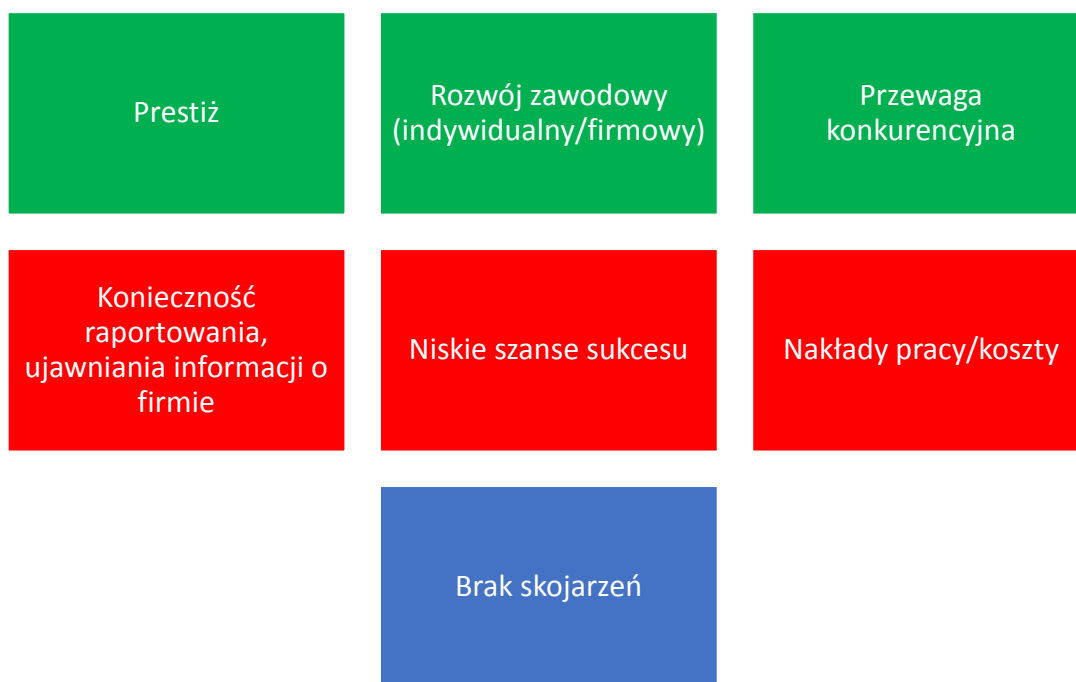 Prestiż
Rozwój zawodowy
(indywidualny/firmowy)
Przewaga
konkurencyjna
Konieczność
raportowania,
ujawniania informacji o
firmie
Niskie szanse sukcesu
Nakłady pracy/koszty
Brak skojarzeń